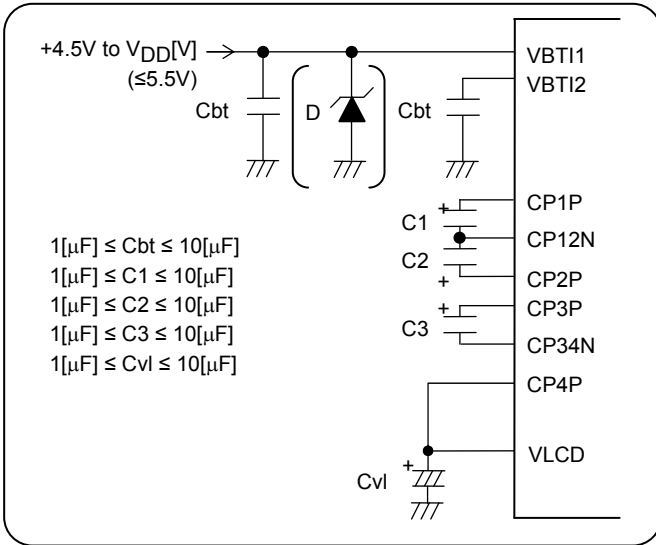 +4.5V to VDD[V]
(≤5.5V)
Cbt
D
Cbt
VBTI1
VBTI2
CP1P
+
C1
CP12N
C2
CP2P
+
CP3P
+
C3
CP34N
CP4P
VLCD
+
Cvl
1[μF] ≤ Cbt ≤ 10[μF]
1[μF] ≤ C1 ≤ 10[μF]
1[μF] ≤ C2 ≤ 10[μF]
1[μF] ≤ C3 ≤ 10[μF]
1[μF] ≤ Cvl ≤ 10[μF]